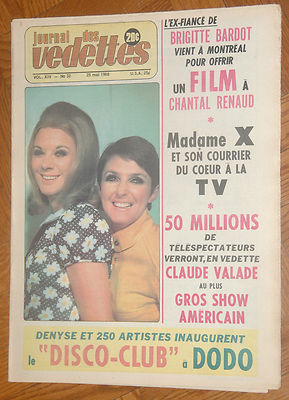 journal des
vedettes
20¢
VOL. XIV — No 20
25 mai 1968
U.S.A. 25¢
L'EX-FIANCÉ DE
BRIGITTE BARDOT
VIENT À MONTRÉAL
POUR OFFRIR
UN FILM À
CHANTAL RENAUD
Madame X
ET SON COURRIER
DU COEUR À LA
TV
50 MILLIONS
DE
TÉLÉSPECTATEURS
VERRONT, EN VEDETTE
CLAUDE VALADE
AU PLUS
GROS SHOW
AMÉRICAIN
DENYSE ET 250 ARTISTES INAUGURENT
le "DISCO-CLUB" à DODO